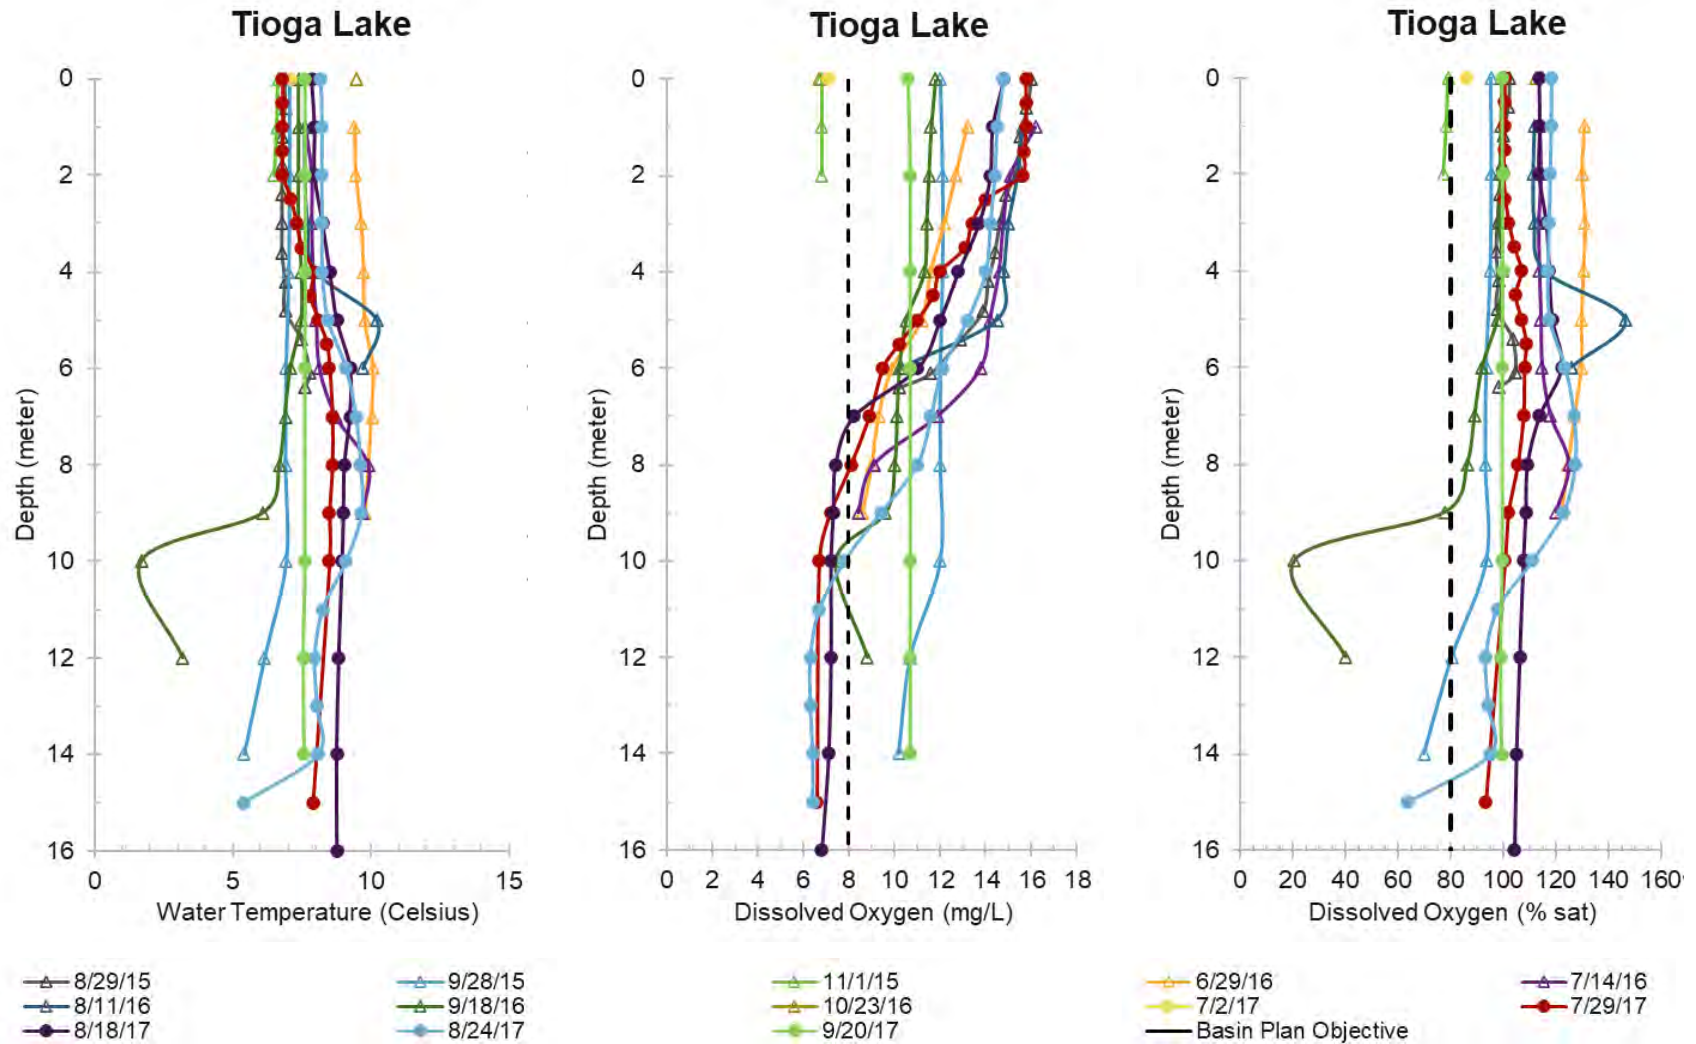 Tioga Lake
Tioga Lake
Tioga Lake
0 0 0
2 2 2
4 4 4
6 6 6
8 8 8
10 10 10
12 12 12
14 14 14
16 16 16
Depth (meter)
Depth (meter)
Depth (meter)
0 5 10 15
0 2 4 6 8 10 12 14 16 18
0 20 40 60 80 100 120 140 160
Water Temperature (Celsius)
Dissolved Oxygen (mg/L)
Dissolved Oxygen (% sat)
8/29/15 9/28/15 11/1/15 6/29/16 7/14/16
8/11/16 9/18/16 10/23/16 7/2/17 7/29/17
8/18/17 8/24/17 9/20/17 Basin Plan Objective